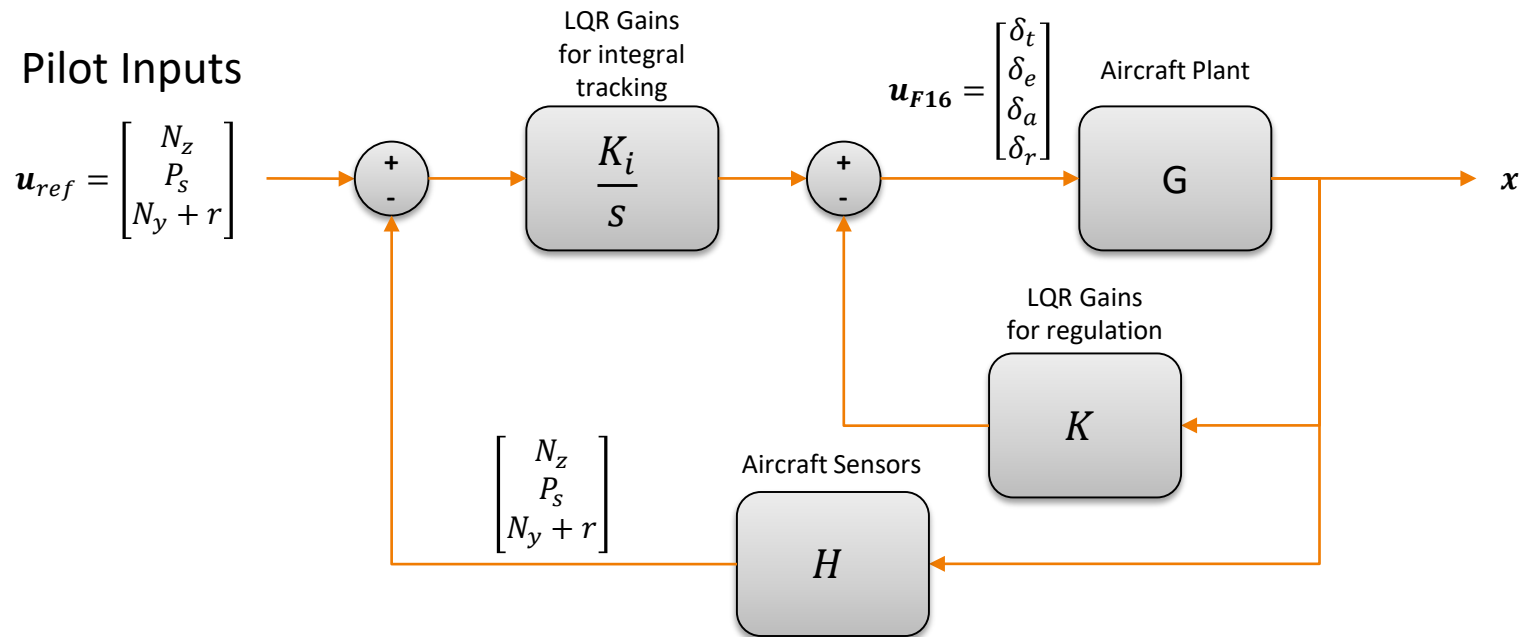 Pilot Inputs
𝒖_ref = [N_z
P_s
N_y + r]
+
-
LQR Gains
for integral
tracking
K_i
s
+
-
𝒖_F16 = [δ_t
δ_e
δ_a
δ_r]
Aircraft Plant
G
x
LQR Gains
for regulation
K
Aircraft Sensors
H
[N_z
P_s
N_y + r]